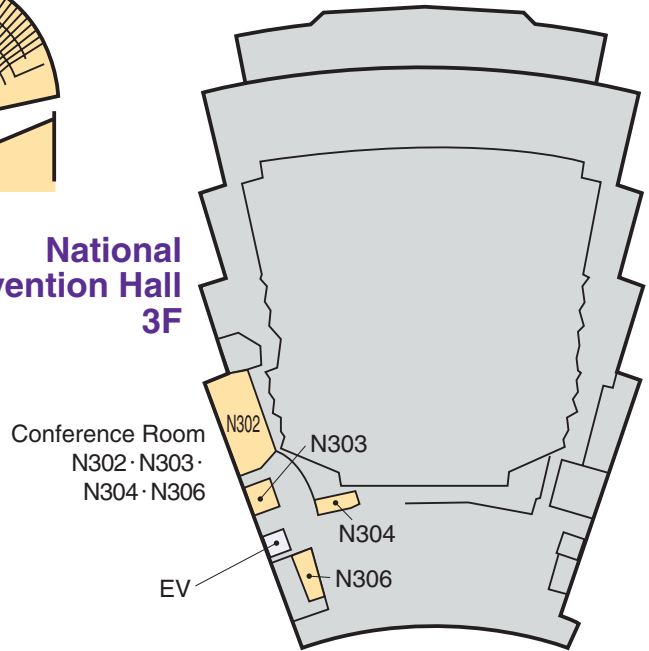 National
vention Hall
3F
N302
Conference Room
N302·N303·
N304·N306
N303
N304
EV
N306